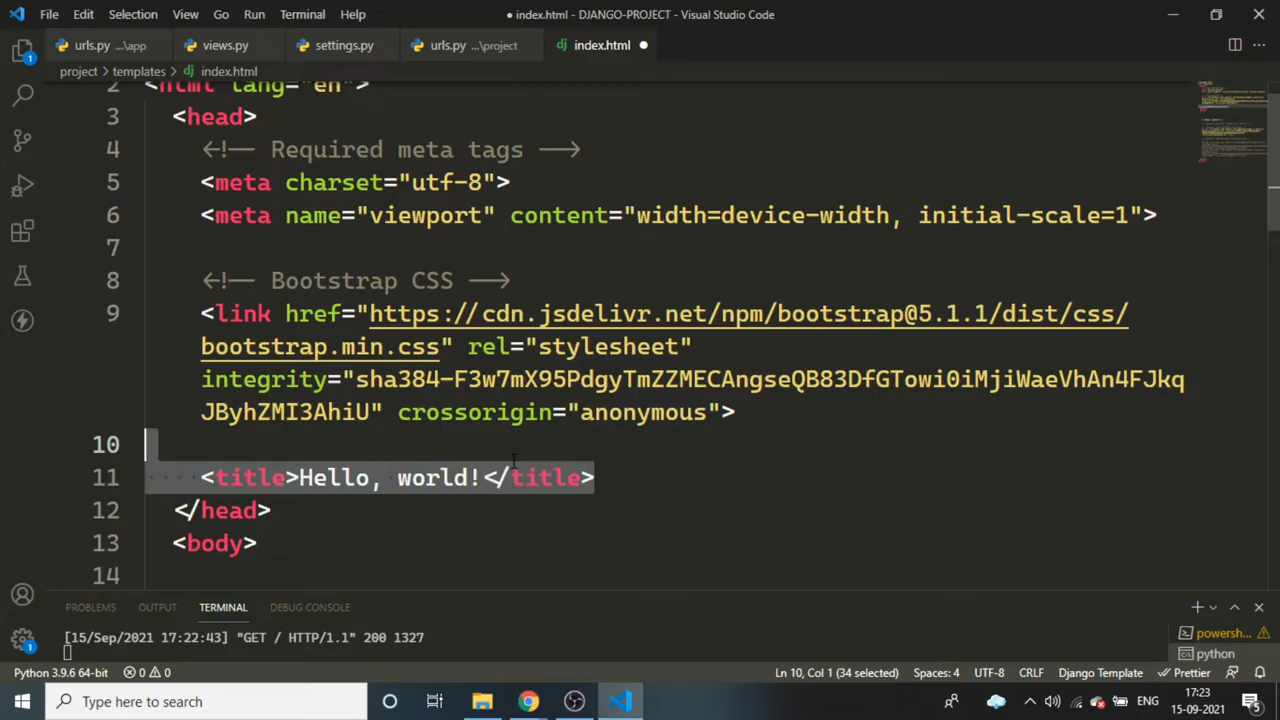 File Edit Selection View Go Run Terminal Help
● index.html - DJANGO-PROJECT - Visual Studio Code
urls.py ...\app views.py settings.py urls.py ...\project dj index.html ●
project > templates > dj index.html
2 <html lang="en">
3 <head>
4 <!-- Required meta tags -->
5 <meta charset="utf-8">
6 <meta name="viewport" content="width=device-width, initial-scale=1">
7
8 <!-- Bootstrap CSS -->
9 <link href="https://cdn.jsdelivr.net/npm/bootstrap@5.1.1/dist/css/
bootstrap.min.css" rel="stylesheet"
integrity="sha384-F3w7mX95PdgyTmZZMECAngseQB83DfGTowi0iMjiWaeVhAn4FJkq
JByhZMI3AhiU" crossorigin="anonymous">
10
11 <title>Hello, world!</title>
12 </head>
13 <body>
14
PROBLEMS OUTPUT TERMINAL DEBUG CONSOLE
[15/Sep/2021 17:22:43] "GET / HTTP/1.1" 200 1327
powersh...
python
Python 3.9.6 64-bit 0 0 Ln 10, Col 1 (34 selected) Spaces: 4 UTF-8 CRLF Django Template Prettier
Type here to search
ENG
17:23
15-09-2021
5
1
1